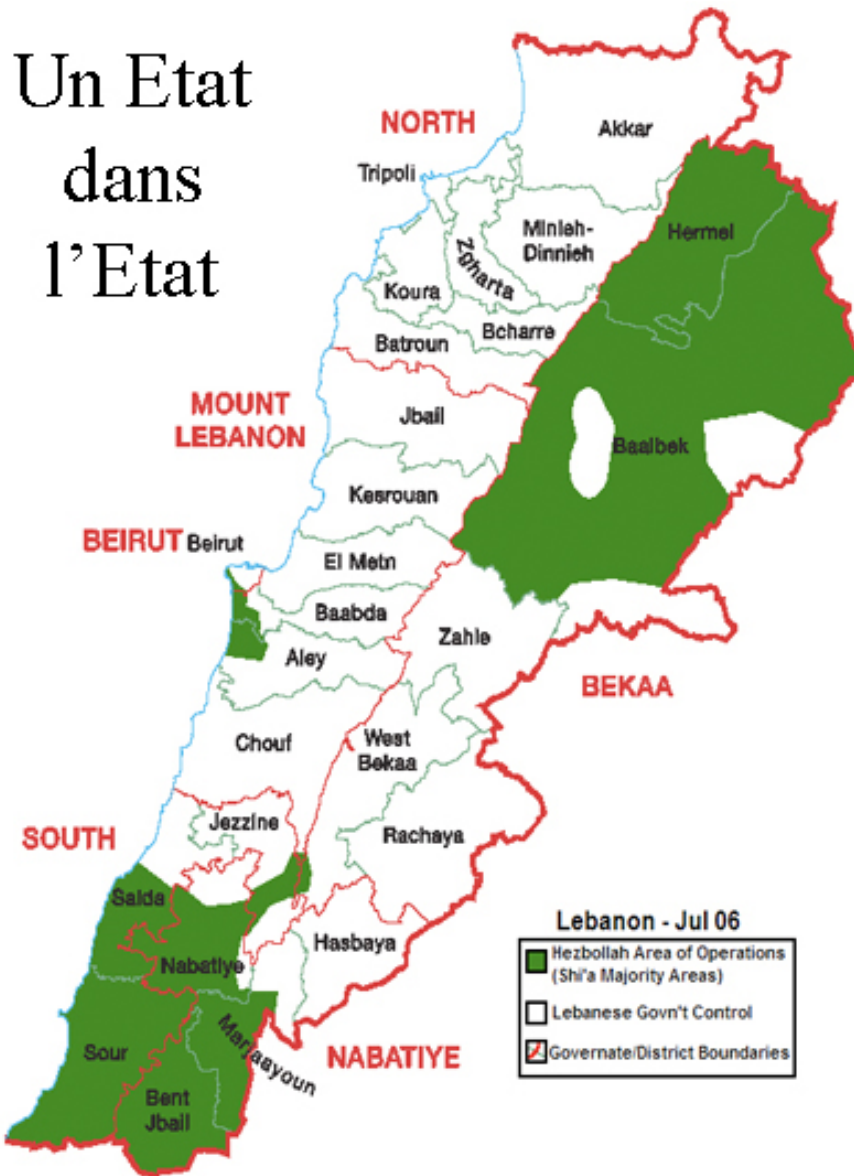 Un Etat
dans
l'Etat
NORTH
Akkar
Tripoli
Minieh-
Dinnieh
Zgharta
Hermel
Koura
Batroun
Bcharre
MOUNT
LEBANON
Jbail
Baalbek
Kesrouan
BEIRUT Beirut
El Metn
Baabda
Zahle
Aley
BEKAA
Chouf
West
Bekaa
SOUTH
Jezzine
Rachaya
Saida
Hasbaya
Nabatiye
Sour
Marjaayoun
NABATIYE
Bent
Jbail
Lebanon - Jul 06
Hezbollah Area of Operations
(Shi'a Majority Areas)
Lebanese Govn't Control
Governate/District Boundaries